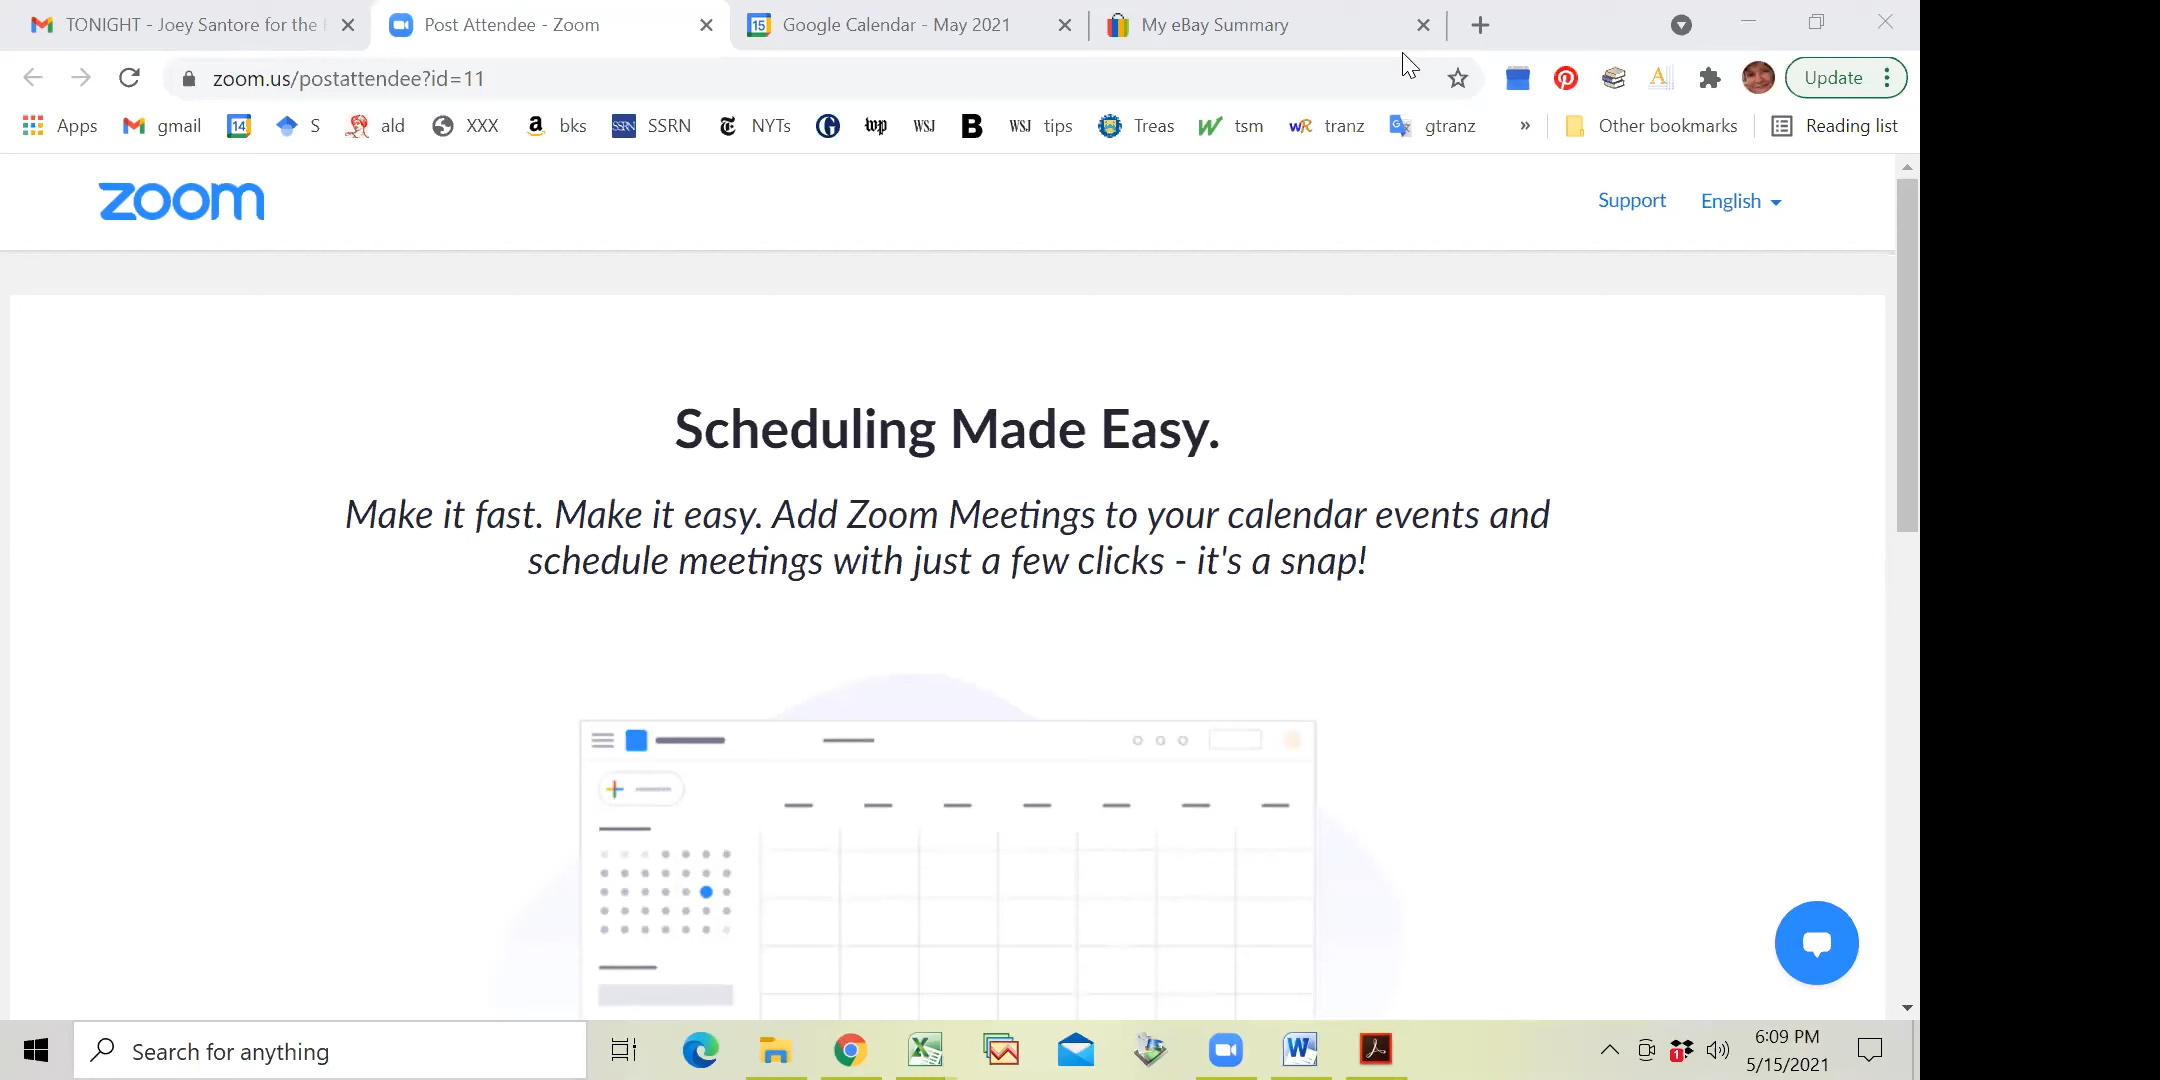 TONIGHT - Joey Santore for the
Post Attendee - Zoom
Google Calendar - May 2021
My eBay Summary
zoom.us/postattendee?id=11
Update
Apps
gmail
14
S
ald
XXX
bks
SSRN
SSRN
NYTs
wp
WSJ
B
WSJ
tips
Treas
tsm
wR
tranz
gtranz
»
Other bookmarks
Reading list
zoom
Support
English
Scheduling Made Easy.
Make it fast. Make it easy. Add Zoom Meetings to your calendar events and
schedule meetings with just a few clicks - it's a snap!
Search for anything
1
6:09 PM
5/15/2021